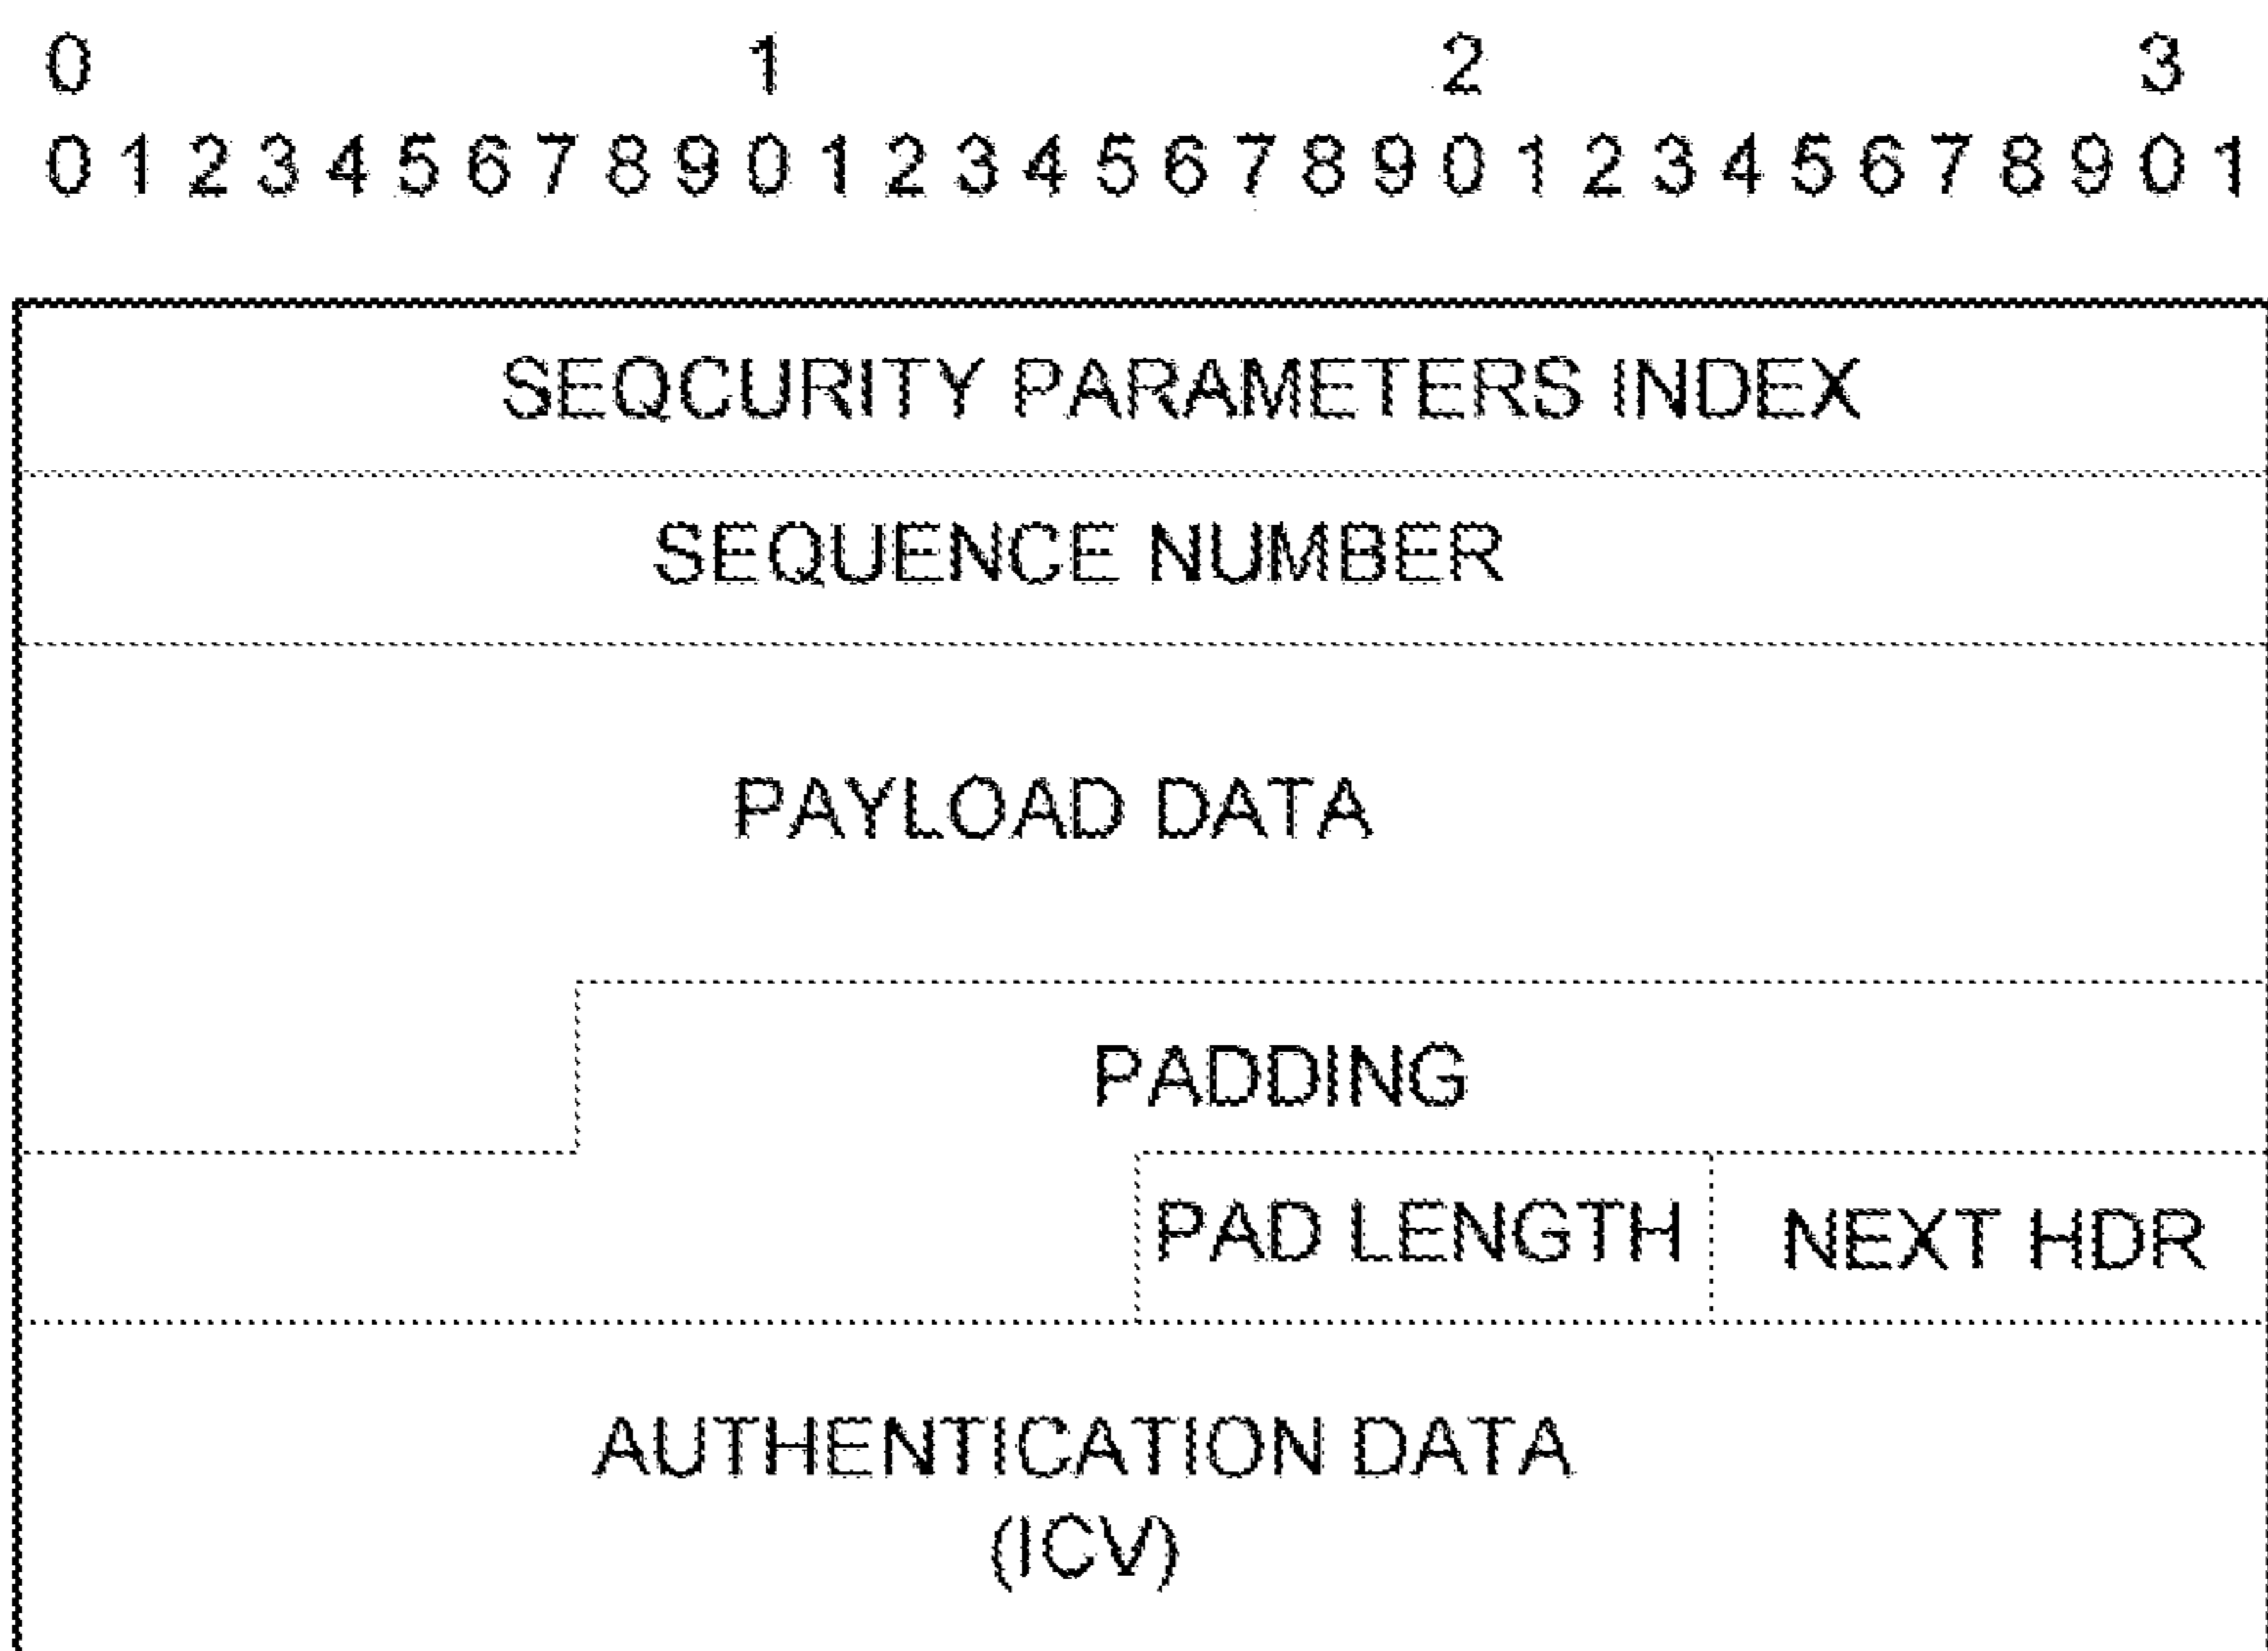 0 1 2 3
0 1 2 3 4 5 6 7 8 9 0 1 2 3 4 5 6 7 8 9 0 1 2 3 4 5 6 7 8 9 0 1
SEQCURITY PARAMETERS INDEX
SEQUENCE NUMBER
PAYLOAD DATA
PADDING
PAD LENGTH NEXT HDR
AUTHENTICATION DATA
(ICV)